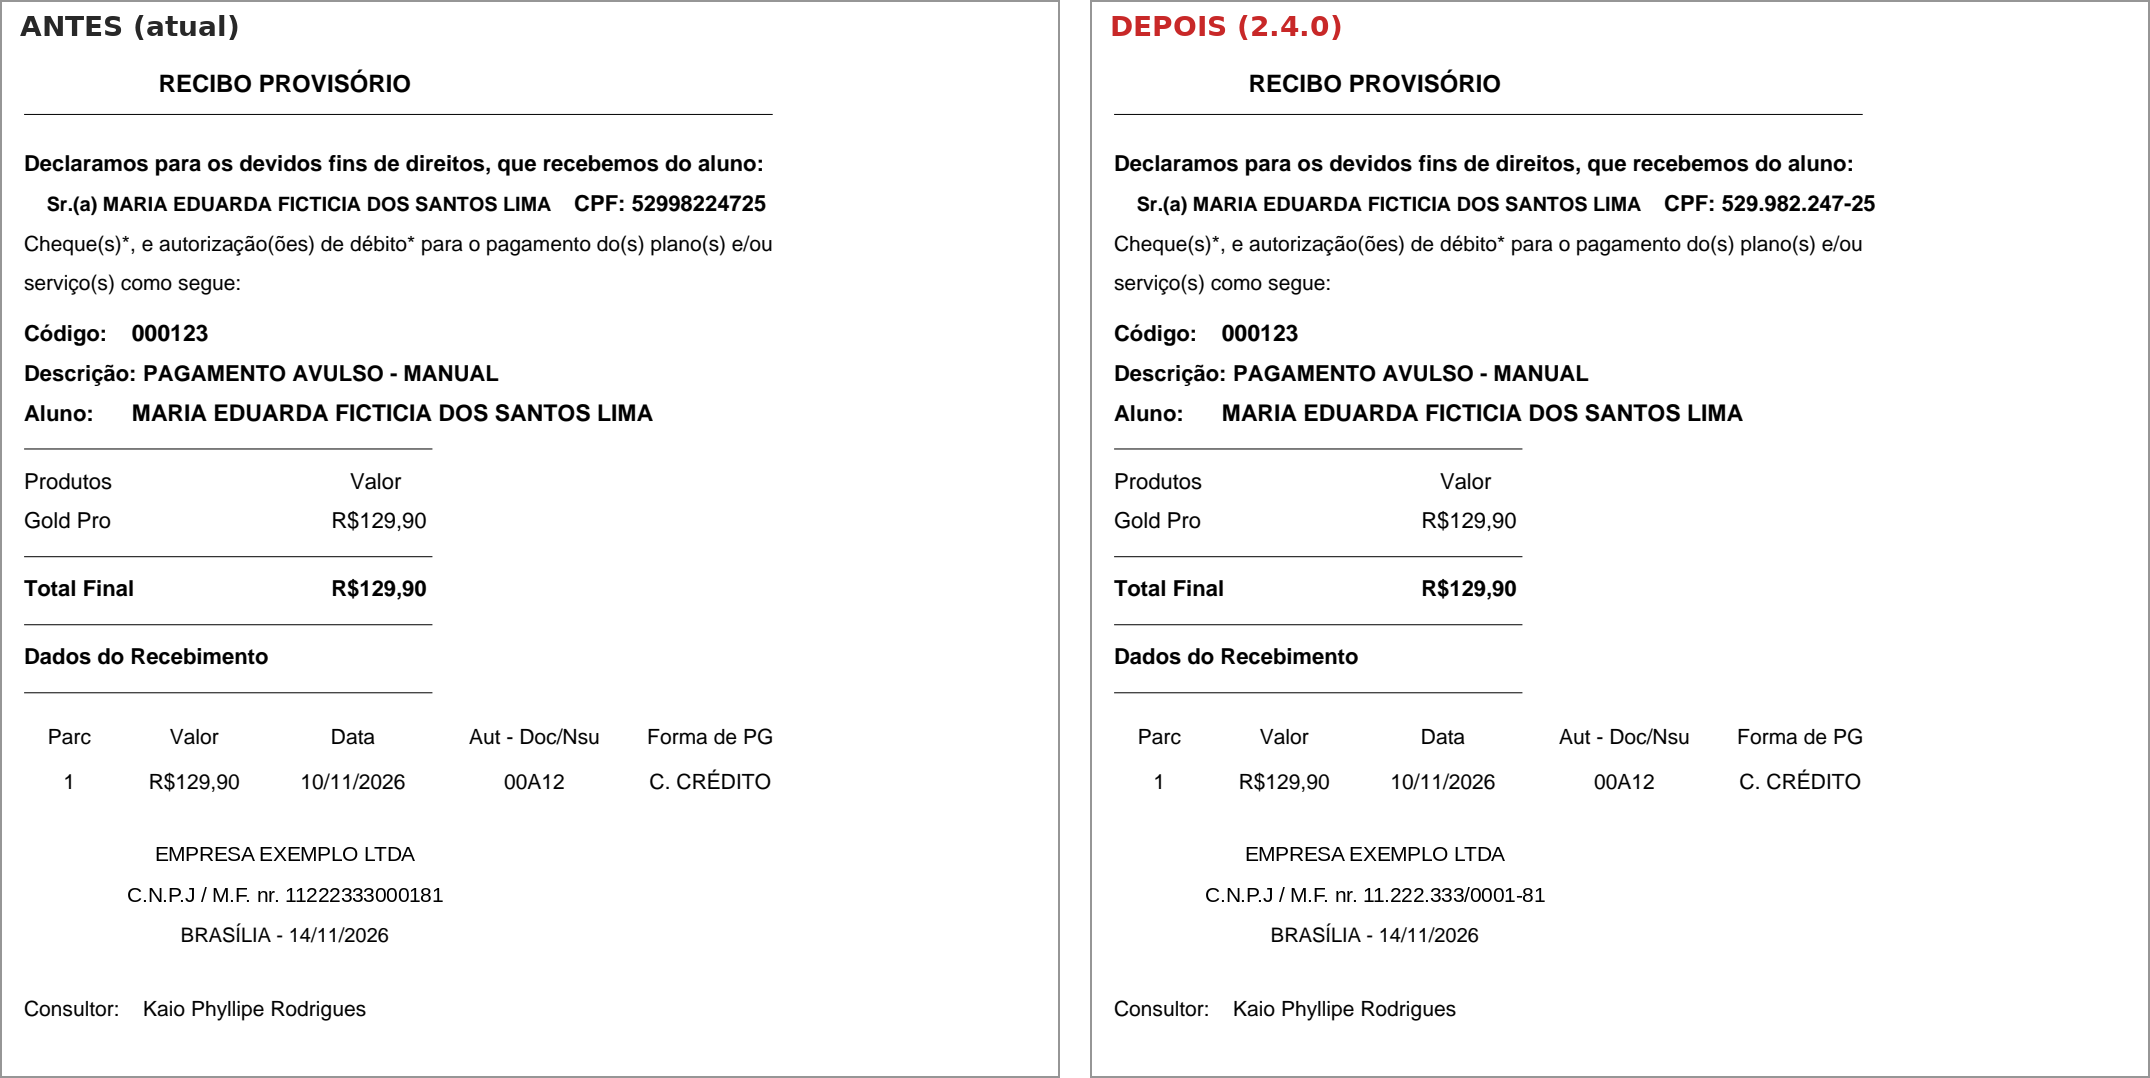 ANTES (atual)
RECIBO PROVISÓRIO
Declaramos para os devidos fins de direitos, que recebemos do aluno:
Sr.(a) MARIA EDUARDA FICTICIA DOS SANTOS LIMA CPF: 52998224725
Cheque(s)*, e autorização(ões) de débito* para o pagamento do(s) plano(s) e/ou
serviço(s) como segue:
Código: 000123
Descrição: PAGAMENTO AVULSO - MANUAL
Aluno: MARIA EDUARDA FICTICIA DOS SANTOS LIMA
Produtos Valor
Gold Pro R$129,90
Total Final R$129,90
Dados do Recebimento
Parc Valor Data Aut - Doc/Nsu Forma de PG
1 R$129,90 10/11/2026 00A12 C. CRÉDITO
EMPRESA EXEMPLO LTDA
C.N.P.J / M.F. nr. 11222333000181
BRASÍLIA - 14/11/2026
Consultor: Kaio Phyllipe Rodrigues
DEPOIS (2.4.0)
RECIBO PROVISÓRIO
Declaramos para os devidos fins de direitos, que recebemos do aluno:
Sr.(a) MARIA EDUARDA FICTICIA DOS SANTOS LIMA CPF: 529.982.247-25
Cheque(s)*, e autorização(ões) de débito* para o pagamento do(s) plano(s) e/ou
serviço(s) como segue:
Código: 000123
Descrição: PAGAMENTO AVULSO - MANUAL
Aluno: MARIA EDUARDA FICTICIA DOS SANTOS LIMA
Produtos Valor
Gold Pro R$129,90
Total Final R$129,90
Dados do Recebimento
Parc Valor Data Aut - Doc/Nsu Forma de PG
1 R$129,90 10/11/2026 00A12 C. CRÉDITO
EMPRESA EXEMPLO LTDA
C.N.P.J / M.F. nr. 11.222.333/0001-81
BRASÍLIA - 14/11/2026
Consultor: Kaio Phyllipe Rodrigues